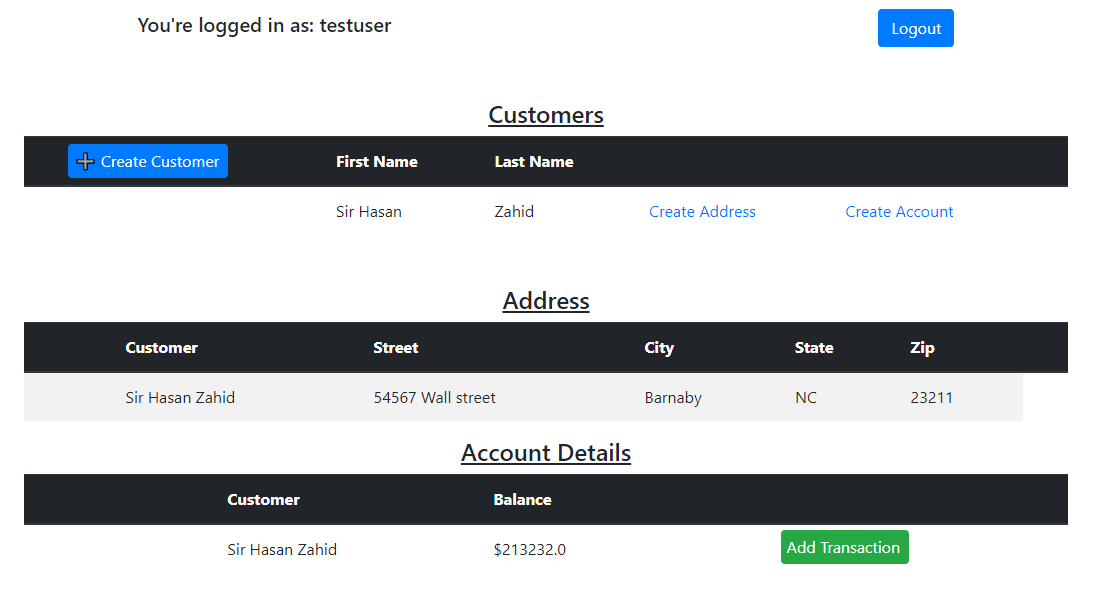 You're logged in as: testuser Logout
Customers
Create Customer First Name Last Name
Sir Hasan Zahid Create Address Create Account
Address
Customer Street City State Zip
Sir Hasan Zahid 54567 Wall street Barnaby NC 23211
Account Details
Customer Balance
Sir Hasan Zahid $213232.0 Add Transaction